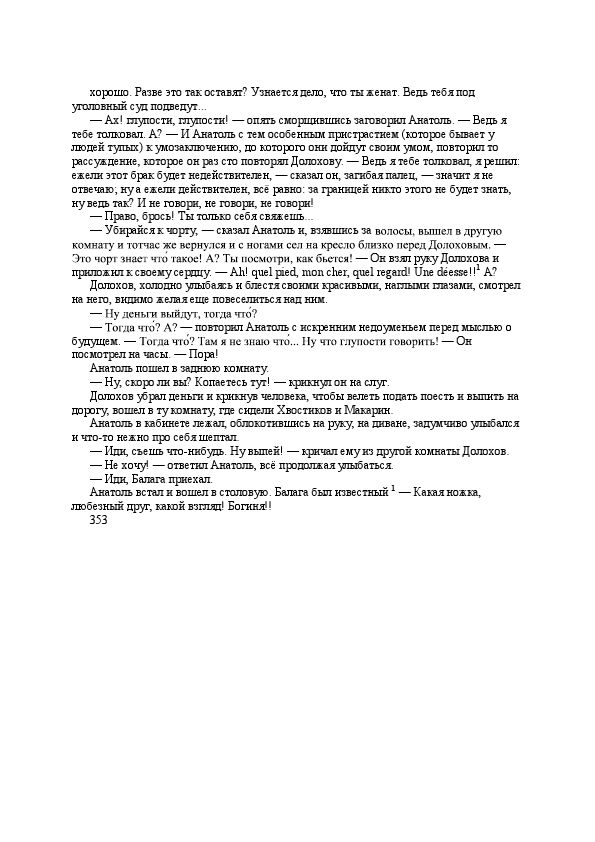 хорошо. Разве это так оставят? Узнается дело, что ты женат. Ведь тебя под
уголовный суд подведут...
— Ах! глупости, глупости! — опять сморщившись заговорил Анатоль. — Ведь я
тебе толковал. А? — И Анатоль с тем особенным пристрастием (которое бывает у
людей тупых) к умозаключению, до которого они дойдут своим умом, повторил то
рассуждение, которое он раз сто повторял Долохову. — Ведь я тебе толковал, я решил:
ежели этот брак будет недействителен, — сказал он, загибая палец, — значит я не
отвечаю; ну а ежели действителен, всё равно: за границей никто этого не будет знать,
ну ведь так? И не говори, не говори, не говори!
— Право, брось! Ты только себя свяжешь...
— Убирайся к чорту, — сказал Анатоль и, взявшись за волосы, вышел в другую
комнату и тотчас же вернулся и с ногами сел на кресло близко перед Долоховым. —
Это чорт знает что́ такое! А? Ты посмотри, как бьется! — Он взял руку Долохова и
приложил к своему сердцу. — Ah! quel pied, mon cher, quel regard! Une déesse!!¹ А?
Долохов, холодно улыбаясь и блестя своими красивыми, наглыми глазами, смотрел
на него, видимо желая еще повеселиться над ним.
— Ну деньги выйдут, тогда что́?
— Тогда что́? А? — повторил Анатоль с искренним недоуменьем перед мыслью о
будущем. — Тогда что́? Там я не знаю что́... Ну что глупости говорить! — Он
посмотрел на часы. — Пора!
Анатоль пошел в заднюю комнату.
— Ну, скоро ли вы? Копаетесь тут! — крикнул он на слуг.
Долохов убрал деньги и крикнув человека, чтобы велеть подать поесть и выпить на
дорогу, вошел в ту комнату, где сидели Хвостиков и Макарин.
Анатоль в кабинете лежал, облокотившись на руку, на диване, задумчиво улыбался
и что-то нежно про себя шептал.
— Иди, съешь что-нибудь. Ну выпей! — кричал ему из другой комнаты Долохов.
— Не хочу! — ответил Анатоль, всё продолжая улыбаться.
— Иди, Балага приехал.
Анатоль встал и вошел в столовую. Балага был известный ¹ — Какая ножка,
любезный друг, какой взгляд! Богиня!!
353